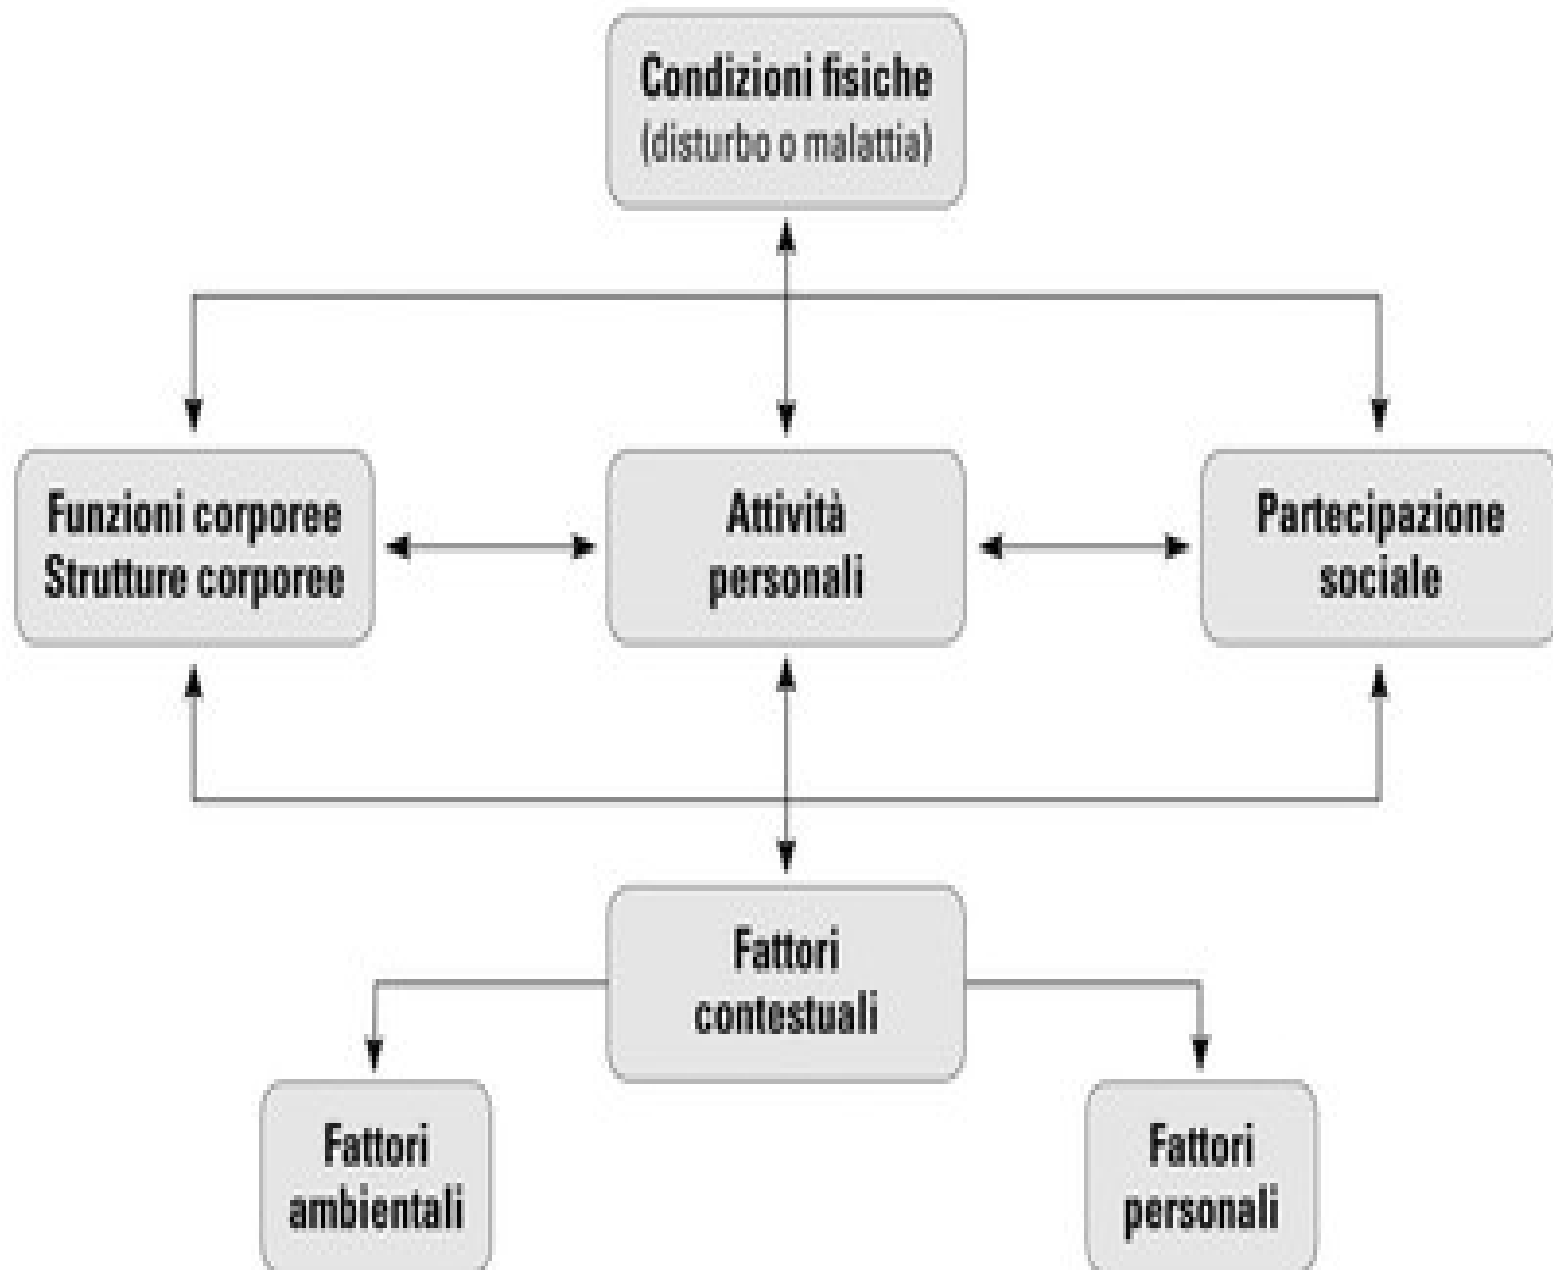 Condizioni fisiche
(disturbo o malattia)
Funzioni corporee
Strutture corporee
Attività
personali
Partecipazione
sociale
Fattori
contestuali
Fattori
ambientali
Fattori
personali